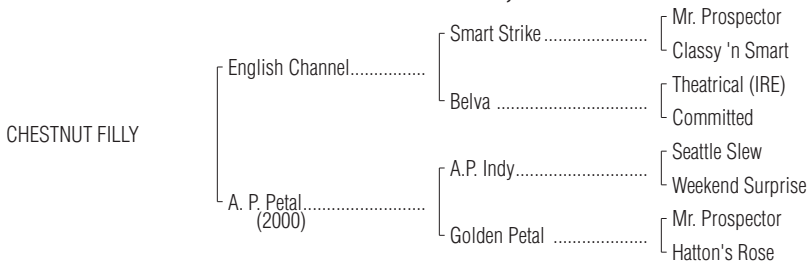 Mr. Prospector
Smart Strike.......................
Classy 'n Smart
English Channel................
Theatrical (IRE)
Belva .................................
Committed
CHESTNUT FILLY
Seattle Slew
A.P. Indy.............................
Weekend Surprise
A. P. Petal..........................
(2000)
Mr. Prospector
Golden Petal .....................
Hatton's Rose